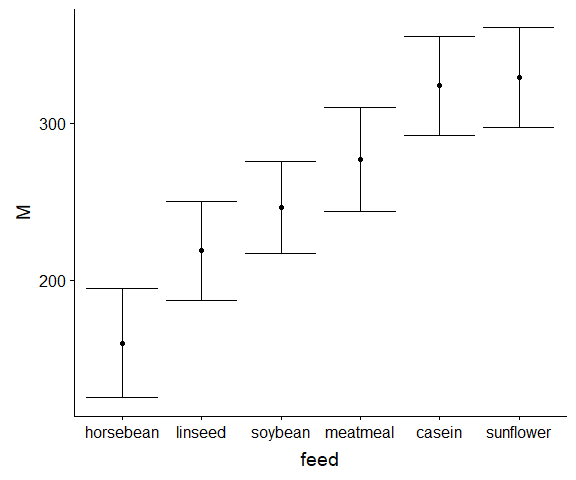 M
300
200
horsebean linseed soybean meatmeal casein sunflower
feed